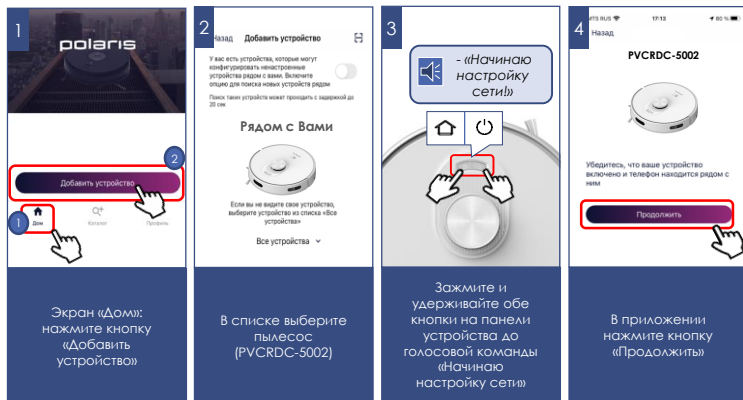 1
polaris
2
Добавить устройство
1
Дом
Каталог
Профиль
Экран «Дом»:
нажмите кнопку
«Добавить
устройство»
2
Назад
Добавить устройство
У вас есть устройства, которые могут
конфигурировать ненастроенные
устройства рядом с вами. Включите
опцию для поиска новых устройств рядом
Поиск таких устройств может проходить с задержкой до
20 сек
Рядом с Вами
Если вы не видите свое устройство,
выберите устройство из списка «Все
устройства»
Все устройства
В списке выберите
пылесос
(PVCRDC-5002)
3
- «Начинаю
настройку
сети!»
Зажмите и
удерживайте обе
кнопки на панели
устройства до
голосовой команды
«Начинаю
настройку сети»
4
MTS RUS 17:13 80 %
Назад
PVCRDC-5002
Убедитесь, что ваше устройство
включено и телефон находится рядом с
ним
Продолжить
В приложении
нажмите кнопку
«Продолжить»